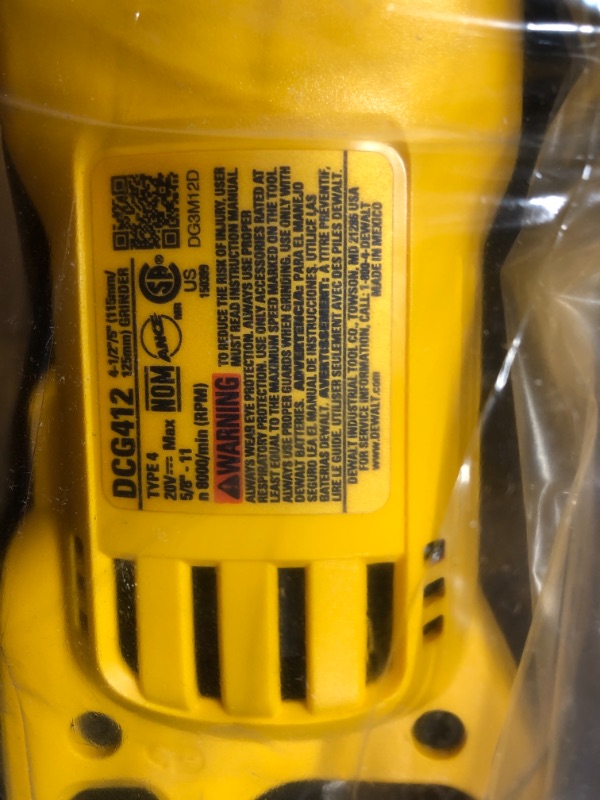 DCG412 4-1/2"/5" (115mm/
125mm) GRINDER
TYPE 4
20V Max
5/8" - 11
n 8000/min (RPM)
NOM
ANCE
SA
US
DG3M12D
WARNING TO REDUCE THE RISK OF INJURY, USER
MUST READ INSTRUCTION MANUAL
ALWAYS WEAR EYE PROTECTION. ALWAYS USE PROPER
RESPIRATORY PROTECTION. USE ONLY ACCESSORIES RATED AT
LEAST EQUAL TO THE MAXIMUM SPEED MARKED ON THE TOOL.
ALWAYS USE PROPER GUARDS WHEN GRINDING. USE ONLY WITH
DEWALT BATTERIES. ADVERTENCIA: PARA EL MANEJO
SEGURO LEA EL MANUAL DE INSTRUCCIONES. UTILICE LAS
BATERIAS DEWALT. AVERTISSEMENT: À TITRE PRÉVENTIF,
LIRE LE GUIDE. UTILISER SEULEMENT AVEC DES PILES DEWALT.
DEWALT INDUSTRIAL TOOL CO., TOWSON, MD 21286 USA
FOR SERVICE INFORMATION, CALL: 1-800-4-DEWALT
www.DEWALT.com MADE IN MEXICO